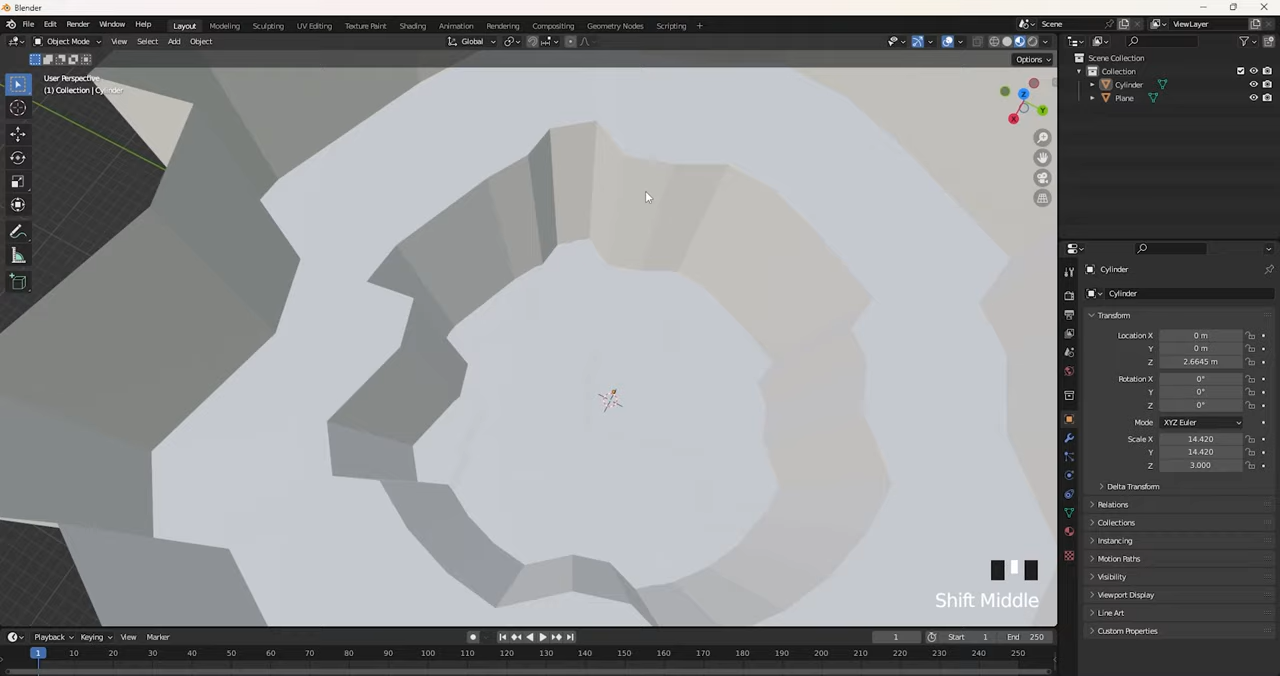 Blender
File Edit Render Window Help Layout Modeling Sculpting UV Editing Texture Paint Shading Animation Rendering Compositing Geometry Nodes Scripting + Scene ViewLayer
Object Mode View Select Add Object Global
Options
User Perspective
(1) Collection | Cylinder
Z
Y
X
Scene Collection
Collection
Cylinder
Plane
Cylinder
Cylinder
Transform
Location X 0 m
Y 0 m
Z 2.6645 m
Rotation X 0°
Y 0°
Z 0°
Mode XYZ Euler
Scale X 14.420
Y 14.420
Z 3.000
Delta Transform
Relations
Collections
Instancing
Motion Paths
Visibility
Viewport Display
Line Art
Custom Properties
Shift Middle
Playback Keying View Marker 1 Start 1 End 250
1 10 20 30 40 50 60 70 80 90 100 110 120 130 140 150 160 170 180 190 200 210 220 230 240 250